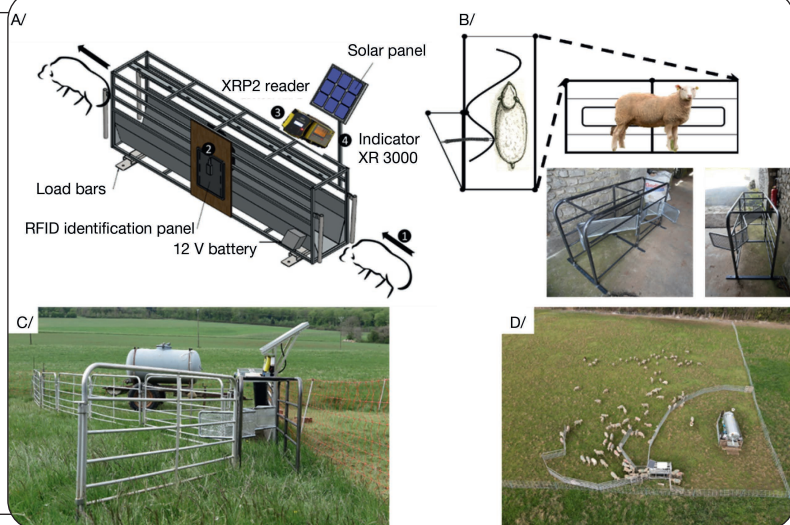 A/
Solar panel
XRP2 reader
3
4
Indicator
XR 3000
2
Load bars
RFID identification panel
12 V battery
1
B/
C/
D/